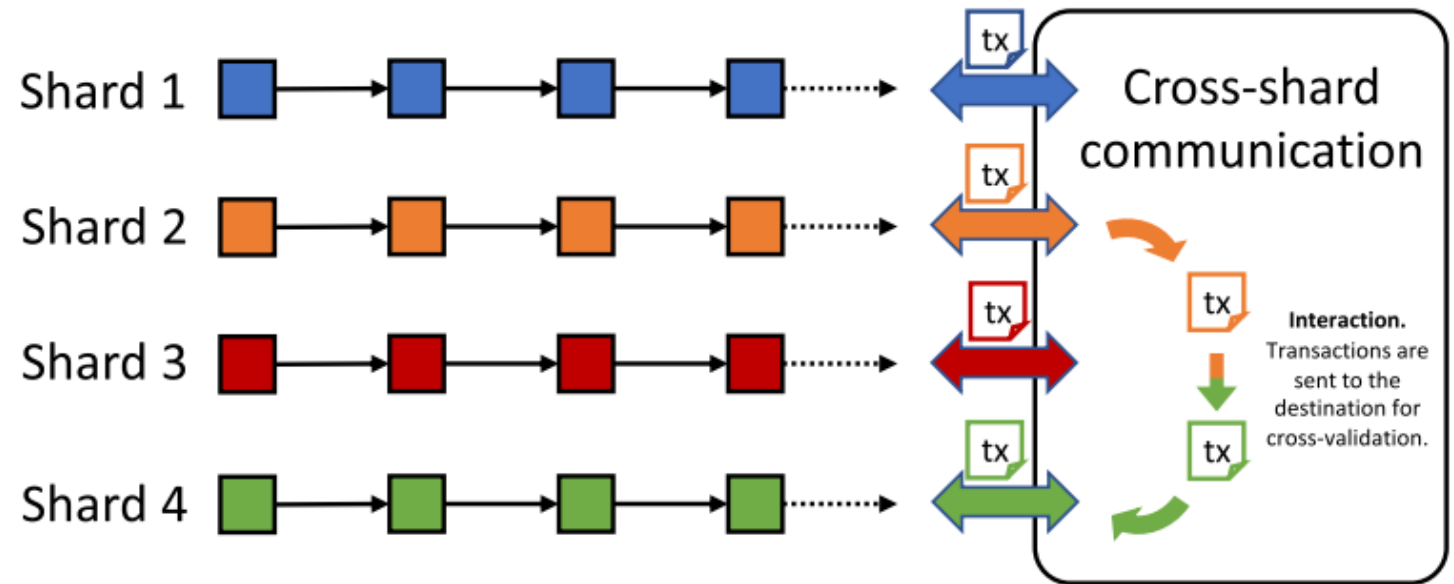 Shard 1
tx
Cross-shard
communication
Shard 2
tx
tx
Interaction.
Transactions are
sent to the
destination for
cross-validation.
Shard 3
tx
tx
Shard 4
tx